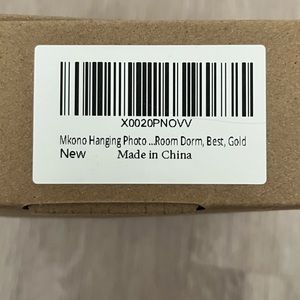 X0020PNOVV
Mkono Hanging Photo ...Room Dorm, Best, Gold
New Made in China